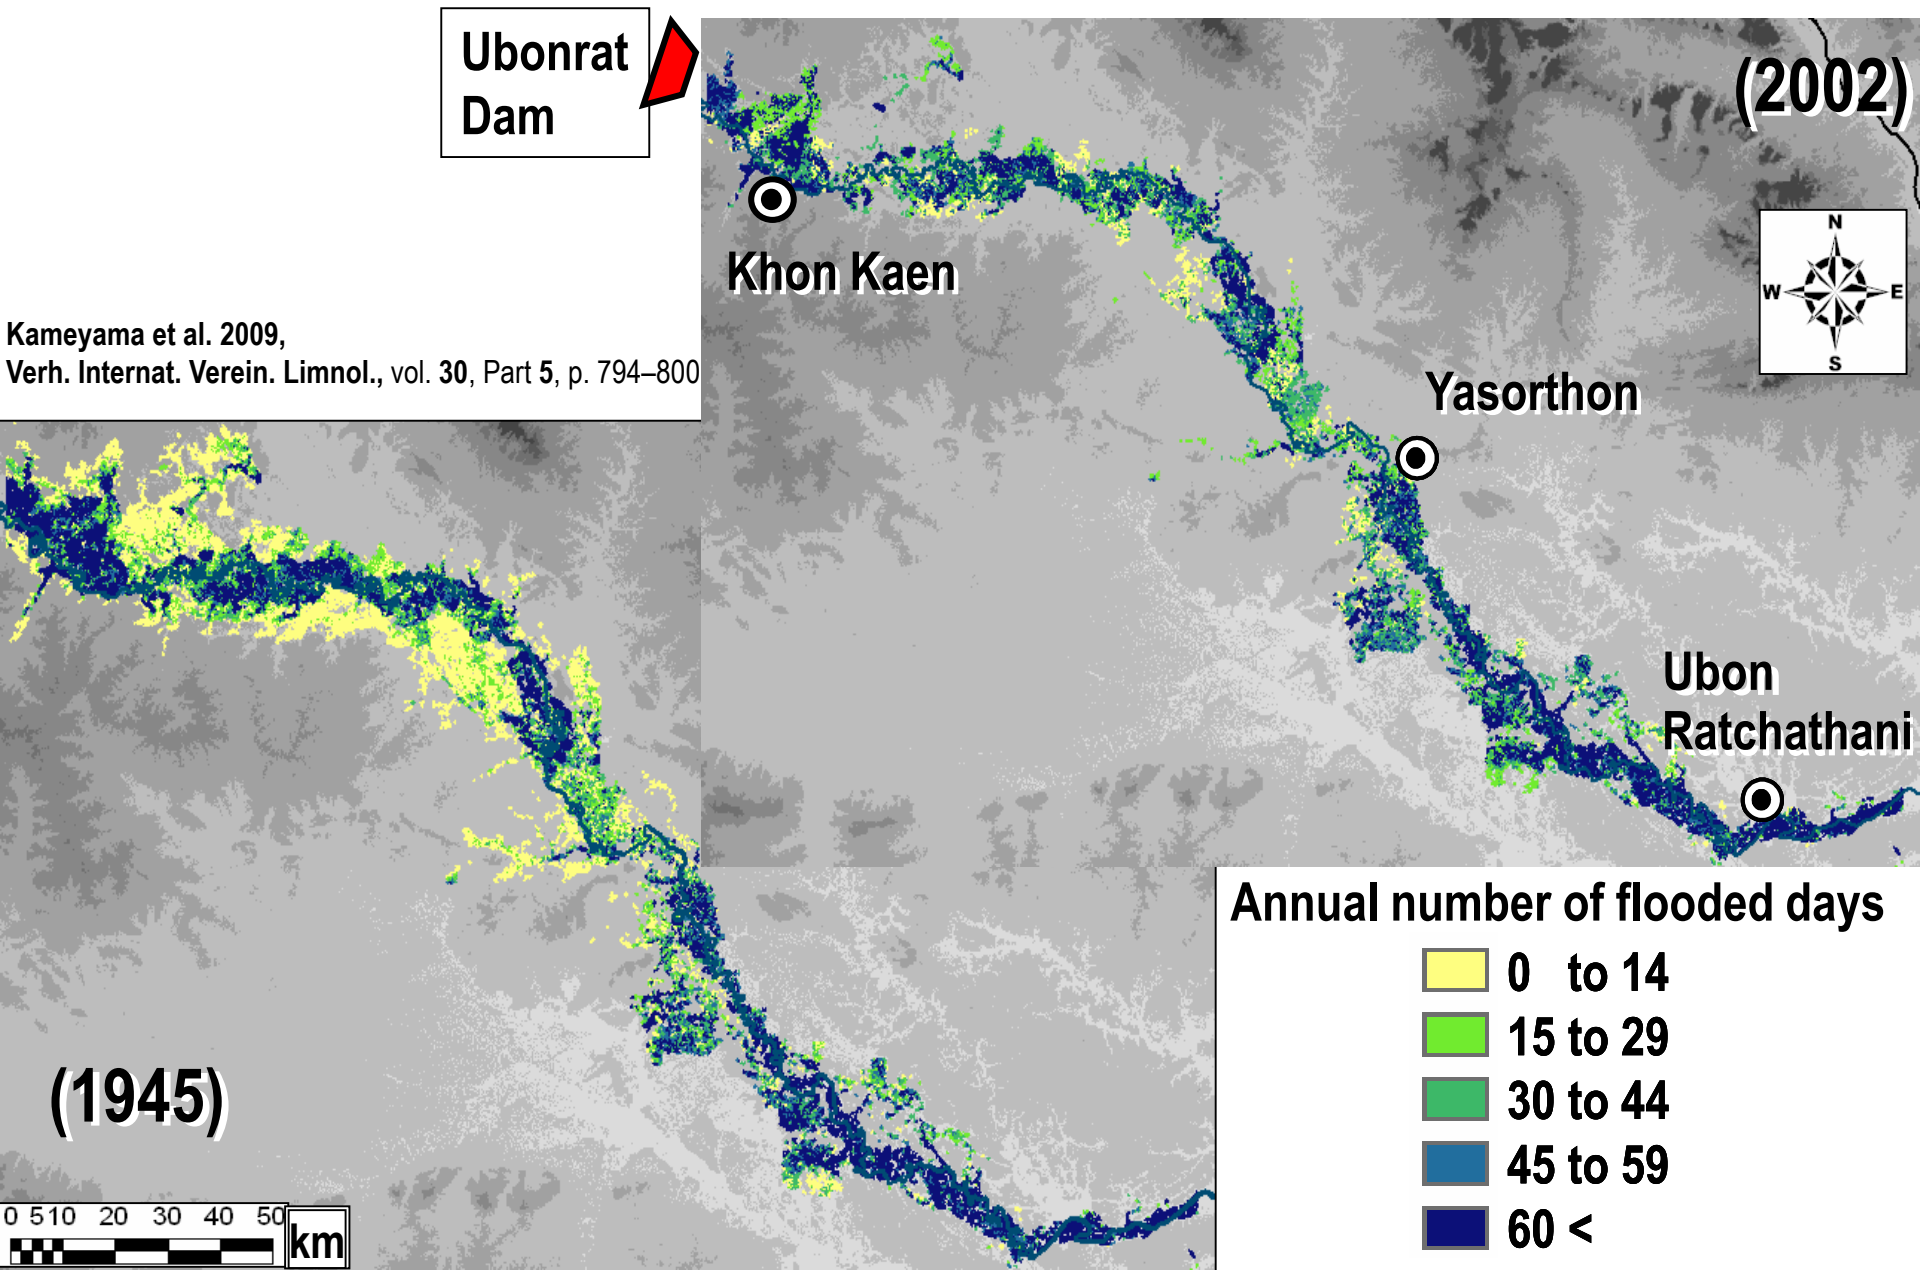 Ubonrat
Dam
(2002)
N
W E
S
Khon Kaen
Kameyama et al. 2009,
Verh. Internat. Verein. Limnol., vol. 30, Part 5, p. 794–800
Yasorthon
Ubon
Ratchathani
Annual number of flooded days
0 to 14
15 to 29
30 to 44
45 to 59
60 <
(1945)
0 5 10 20 30 40 50
km